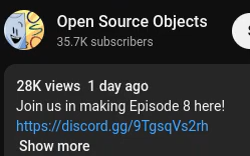 Open Source Objects
35.7K subscribers
28K views 1 day ago
Join us in making Episode 8 here!
https://discord.gg/9TgsqVs2rh
Show more